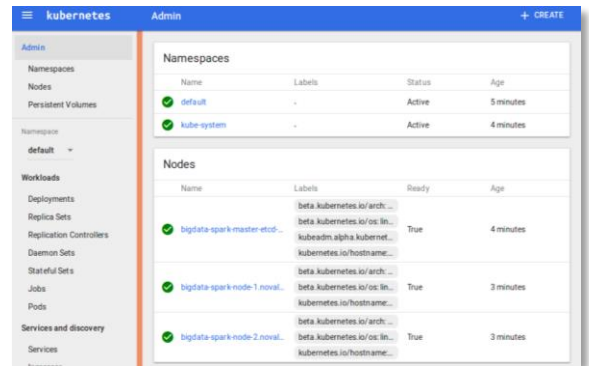 kubernetes
Admin
+ CREATE
Admin
Namespaces
Nodes
Persistent Volumes
Namespace
default
Workloads
Deployments
Replica Sets
Replication Controllers
Daemon Sets
Stateful Sets
Jobs
Pods
Services and discovery
Services
Namespaces
Name Labels Status Age
default - Active 5 minutes
kube-system - Active 4 minutes
Nodes
Name Labels Ready Age
beta.kubernetes.io/arch: ...
beta.kubernetes.io/os: lin...
bigdata-spark-master-etcd-... True 4 minutes
kubeadm.alpha.kubernet...
kubernetes.io/hostname:...
beta.kubernetes.io/arch: ...
bigdata-spark-node-1.noval... beta.kubernetes.io/os: lin... True 3 minutes
kubernetes.io/hostname:...
beta.kubernetes.io/arch: ...
bigdata-spark-node-2.noval... beta.kubernetes.io/os: lin... True 3 minutes
kubernetes.io/hostname:...